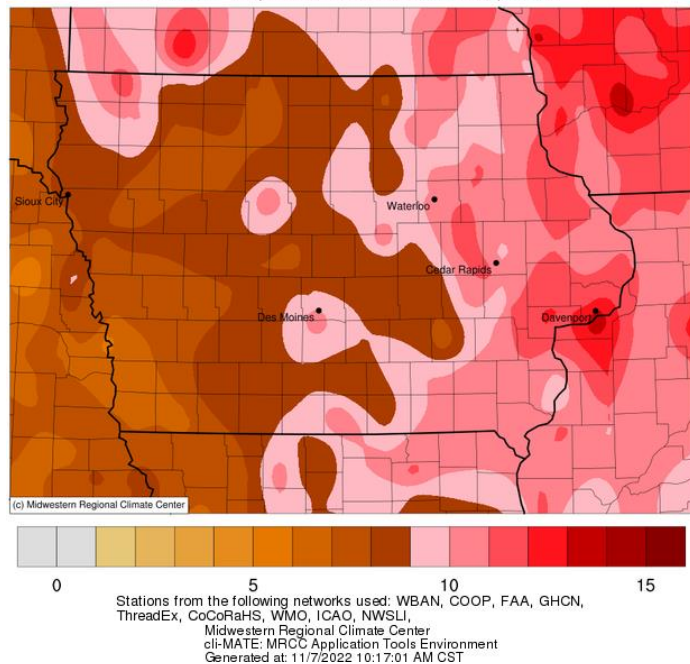 Sioux City
Waterloo
Cedar Rapids
Des Moines
Davenport
(c) Midwestern Regional Climate Center
0 5 10 15
Stations from the following networks used: WBAN, COOP, FAA, GHCN,
ThreadEx, CoCoRaHS, WMO, ICAO, NWSLI,
Midwestern Regional Climate Center
cli-MATE: MRCC Application Tools Environment
Generated at: 11/7/2022 10:17:01 AM CST